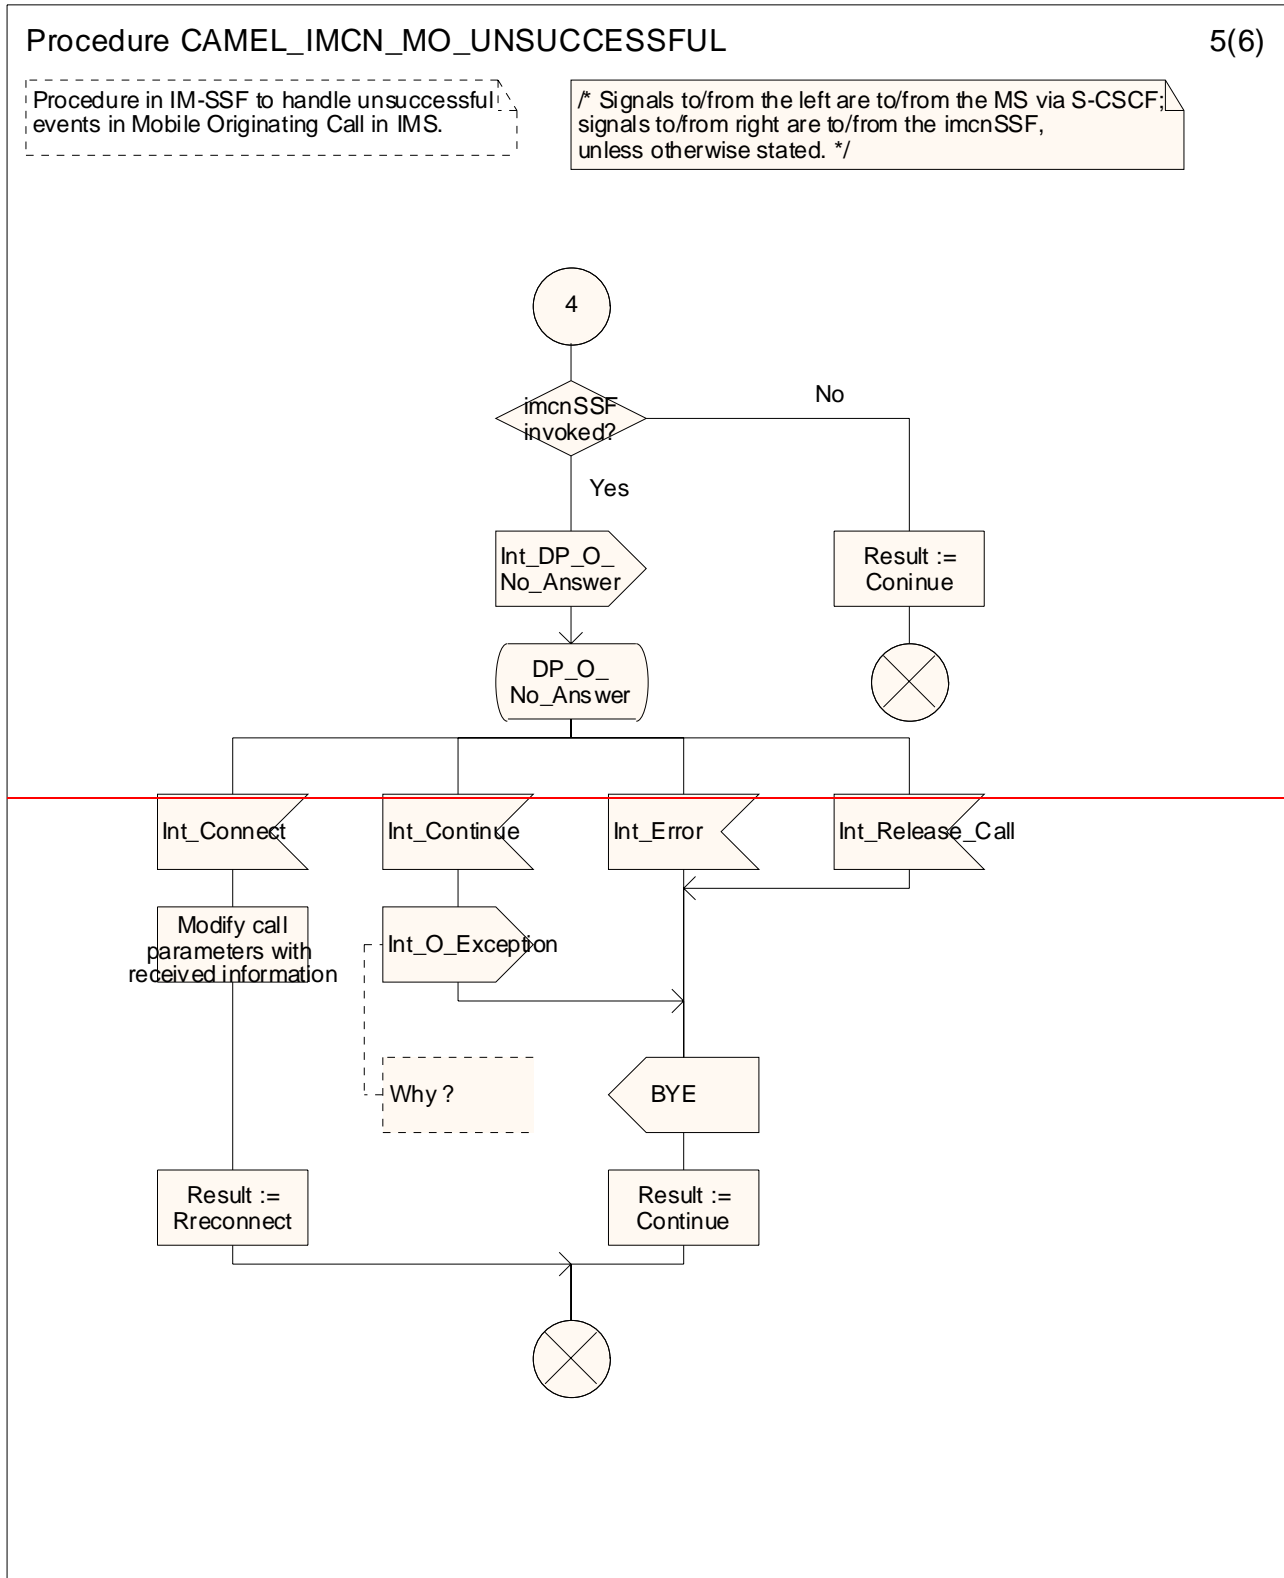 Procedure CAMEL_IMCN_MO_UNSUCCESSFUL
5(6)
Procedure in IM-SSF to handle unsuccessful
events in Mobile Originating Call in IMS.
/* Signals to/from the left are to/from the MS via S-CSCF;
signals to/from right are to/from the imcnSSF,
unless otherwise stated. */
4
imcnSSF
invoked?
No
Yes
Int_DP_O_
No_Answer
Result :=
Coninue
DP_O_
No_Answer
Int_Connect
Int_Continue
Int_Error
Int_Release_Call
Modify call
parameters with
received information
Int_O_Exception
Why ?
BYE
Result :=
Rreconnect
Result :=
Continue